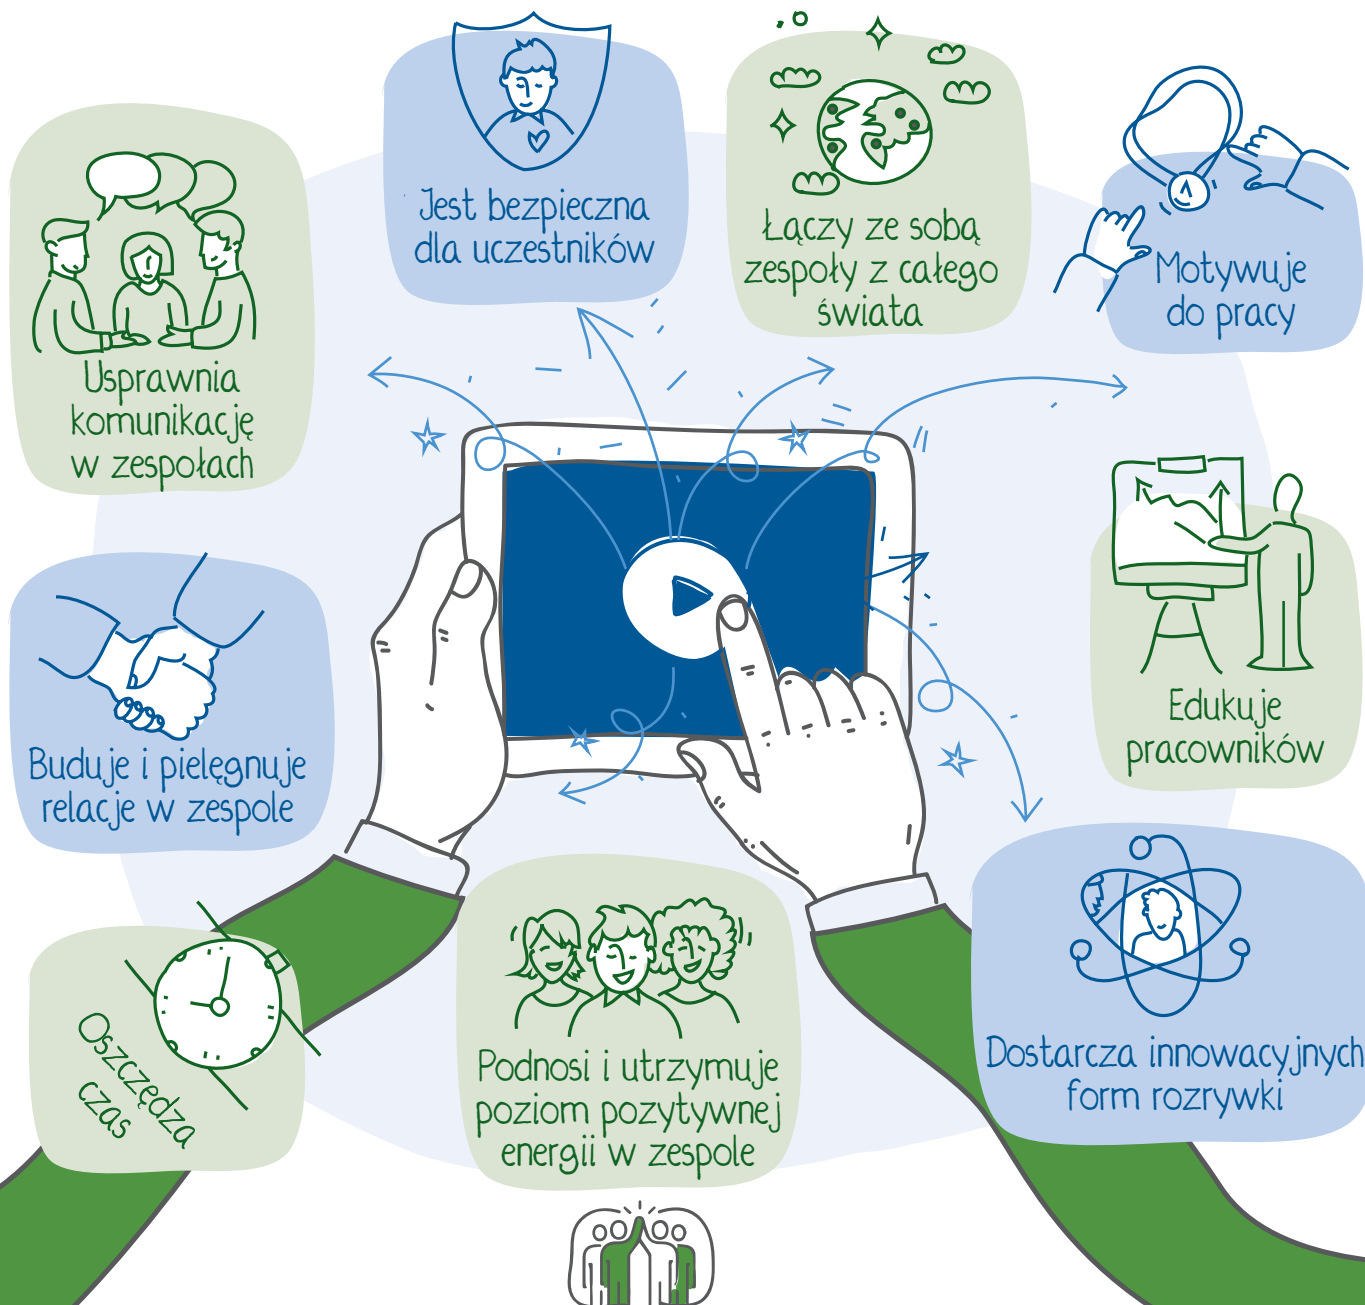 Jest bezpieczna
dla uczestników
Łączy ze sobą
zespoły z całego
świata
Motywuje
do pracy
Usprawnia
komunikację
w zespołach
Edukuje
pracowników
Buduje i pielęgnuje
relacje w zespole
Oszczędza
czas
Podnosi i utrzymuje
poziom pozytywnej
energii w zespole
Dostarcza innowacyjnych
form rozrywki